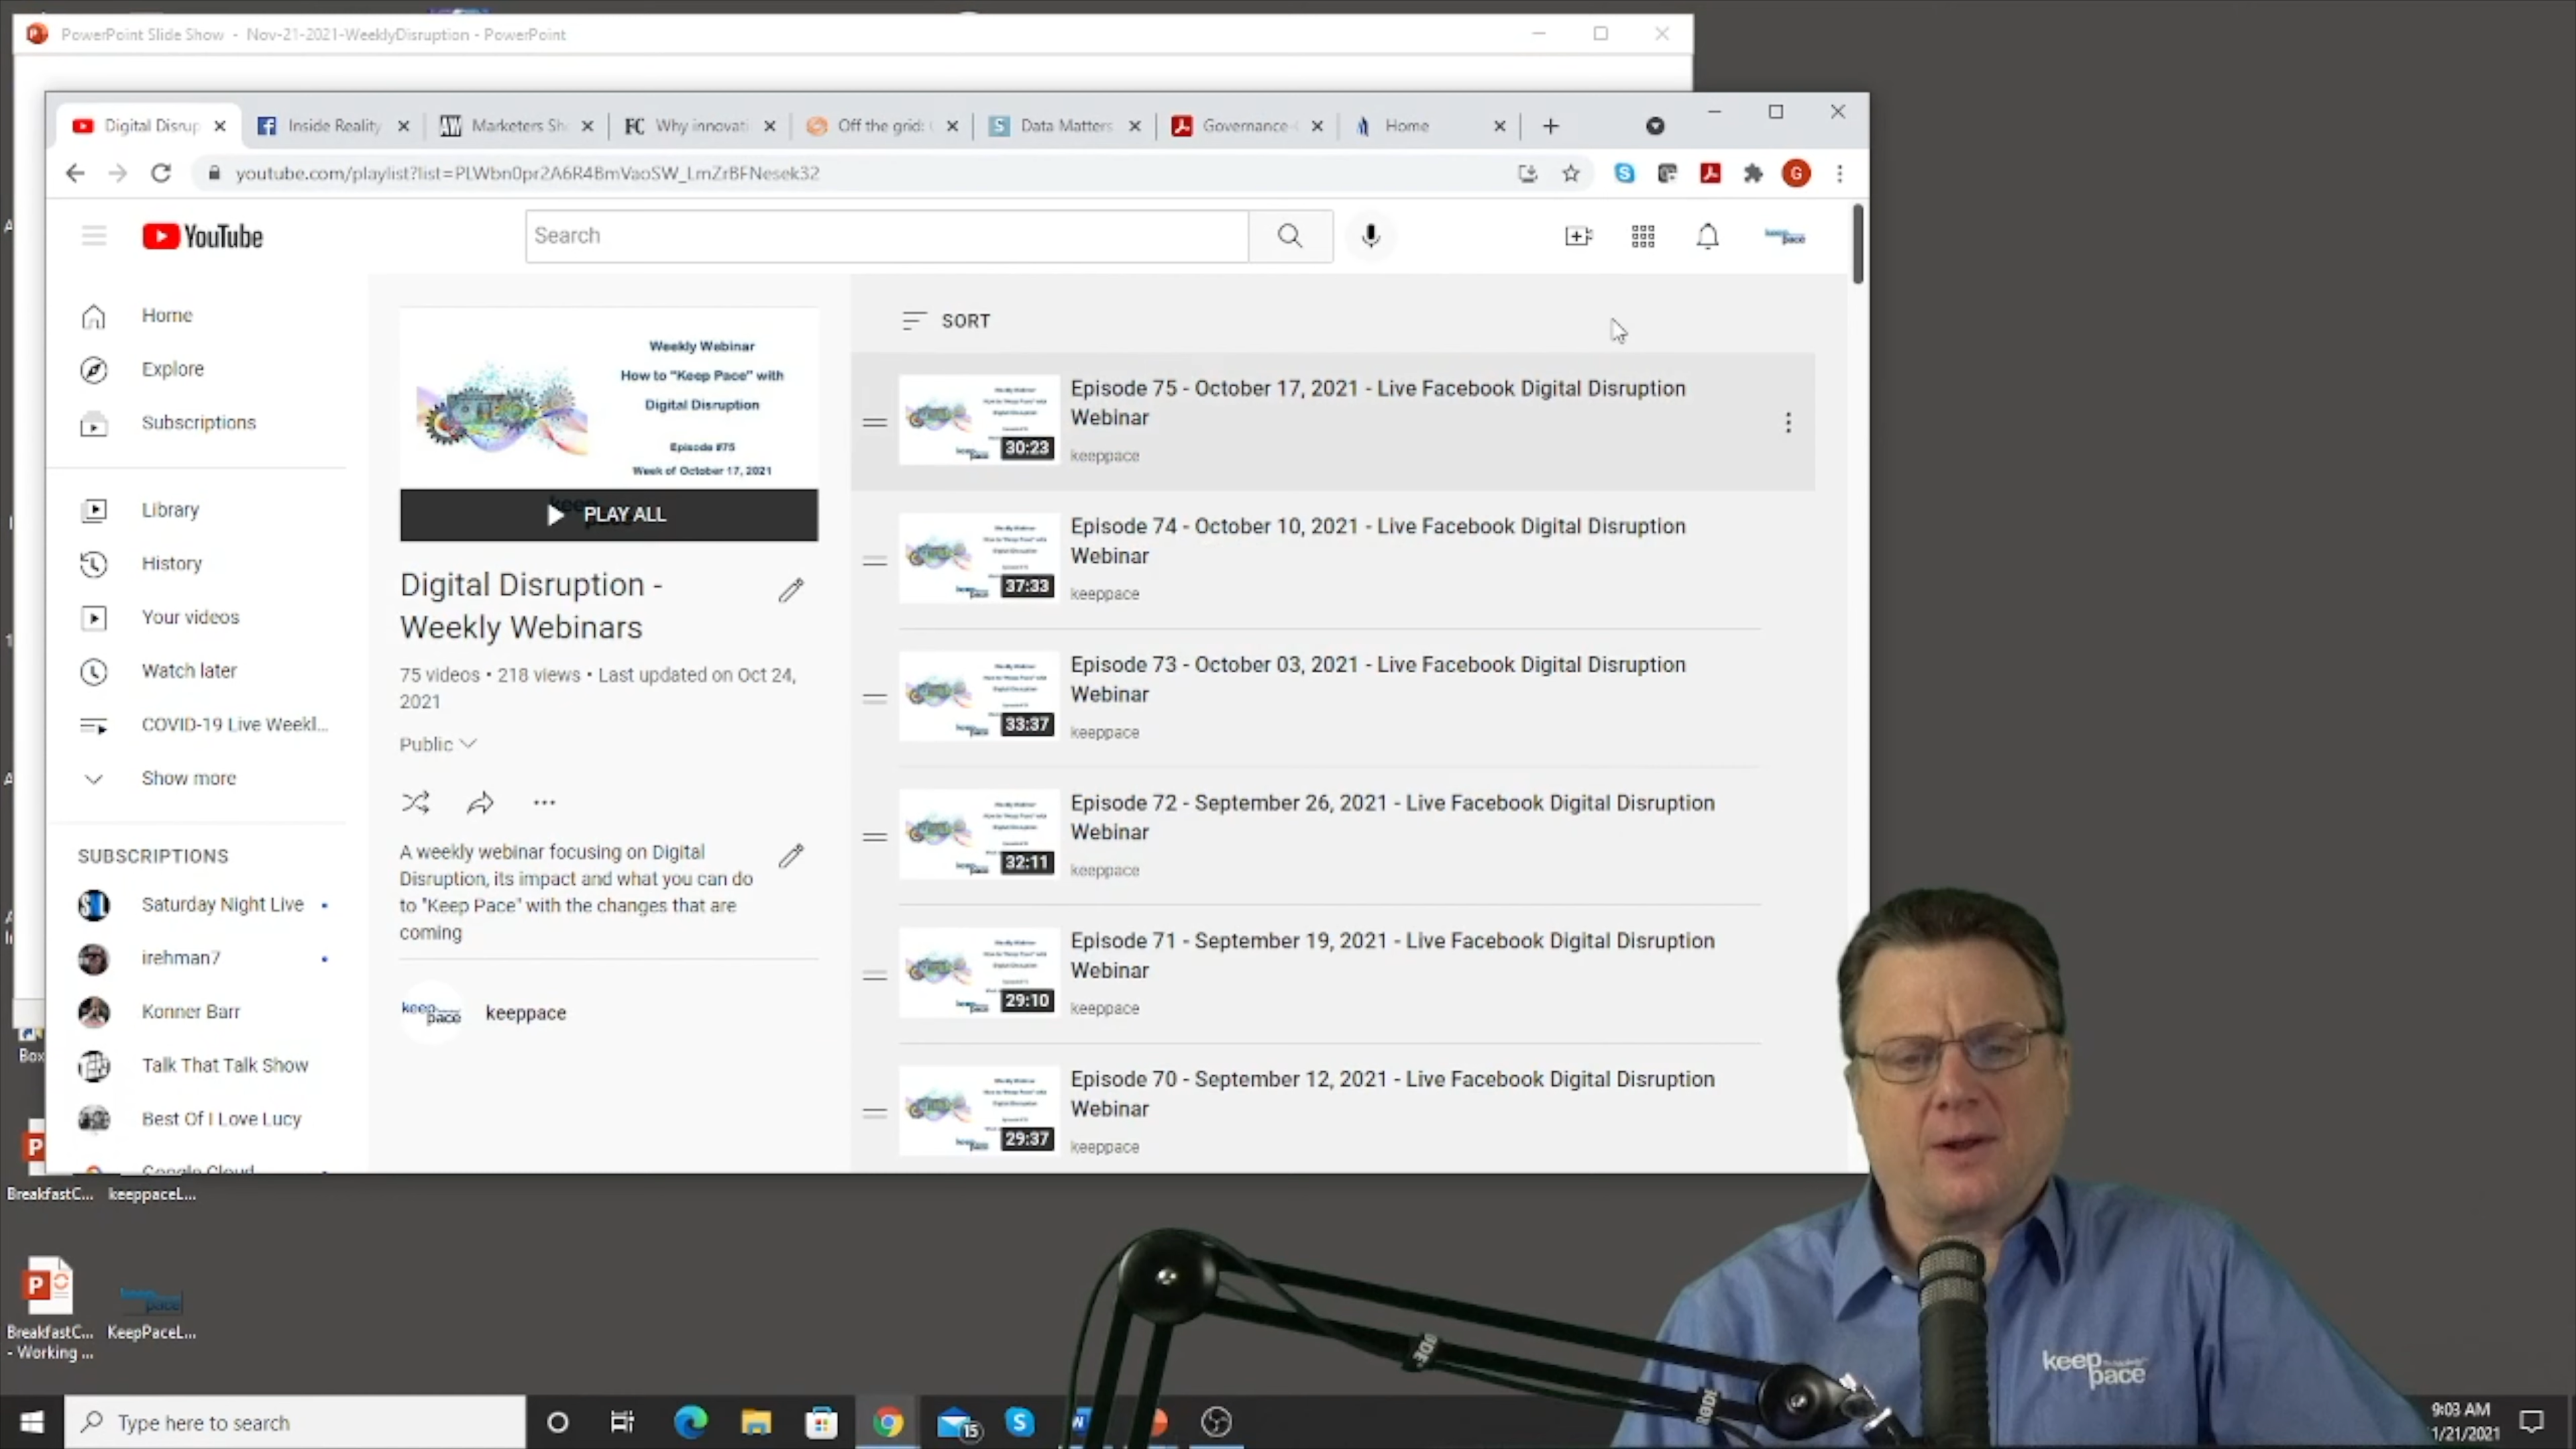 PowerPoint Slide Show - Nov-21-2021-WeeklyDisruption - PowerPoint
Digital Disrup
Inside Reality
Marketers Sh
Why innovati
Off the grid:
Data Matters
Governance-
Home
youtube.com/playlist?list=PLWbn0pr2A6R4BmVaoSW_LmZrBFNesek32
G
YouTube
Search
keep pace
Home
Explore
Subscriptions
Library
History
Your videos
Watch later
COVID-19 Live Weekl...
Show more
SUBSCRIPTIONS
Saturday Night Live
irehman7
Konner Barr
Talk That Talk Show
Best Of I Love Lucy
Google Cloud
Weekly Webinar
How to "Keep Pace" with
Digital Disruption
Episode #75
Week of October 17, 2021
PLAY ALL
Digital Disruption -
Weekly Webinars
75 videos • 218 views • Last updated on Oct 24,
2021
Public
A weekly webinar focusing on Digital
Disruption, its impact and what you can do
to "Keep Pace" with the changes that are
coming
keep pace
keeppace
SORT
Episode 75 - October 17, 2021 - Live Facebook Digital Disruption
Webinar
30:23
keeppace
Episode 74 - October 10, 2021 - Live Facebook Digital Disruption
Webinar
37:33
keeppace
Episode 73 - October 03, 2021 - Live Facebook Digital Disruption
Webinar
33:37
keeppace
Episode 72 - September 26, 2021 - Live Facebook Digital Disruption
Webinar
32:11
keeppace
Episode 71 - September 19, 2021 - Live Facebook Digital Disruption
Webinar
29:10
keeppace
Episode 70 - September 12, 2021 - Live Facebook Digital Disruption
Webinar
29:37
keeppace
Box
BreakfastC...
keeppaceL...
BreakfastC...
- Working ...
KeepPaceL...
RODE
RODE
keep
pace
Type here to search
15
9:03 AM
1/21/2021